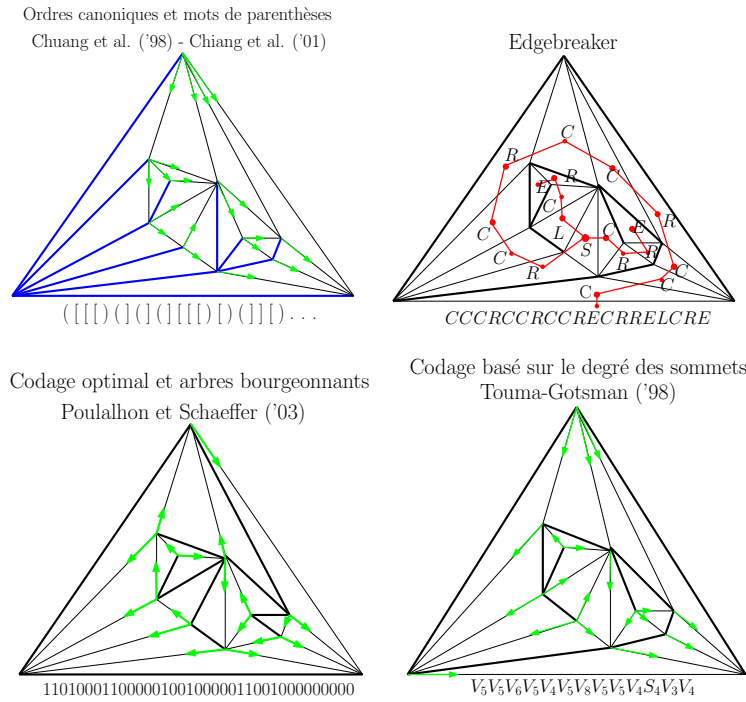 Ordres canoniques et mots de parenthèses
Chuang et al. ('98) - Chiang et al. ('01)
( [ [ [ ) ( ] ( ] ( ] [ [ [ ) [ ) ( ] ] [ ) . . .
Edgebreaker
C
R
C
R
E
R
C
C
E
R
C
L
C
S
R
C
C
R
R
C
C
CCCRCCRCCRECRRELCRE
Codage optimal et arbres bourgeonnants
Poulalhon et Schaeffer ('03)
11010001100000100100000110010000000000
Codage basé sur le degré des sommets
Touma-Gotsman ('98)
V5V5V6V5V4V5V8V5V5V4S4V3V4